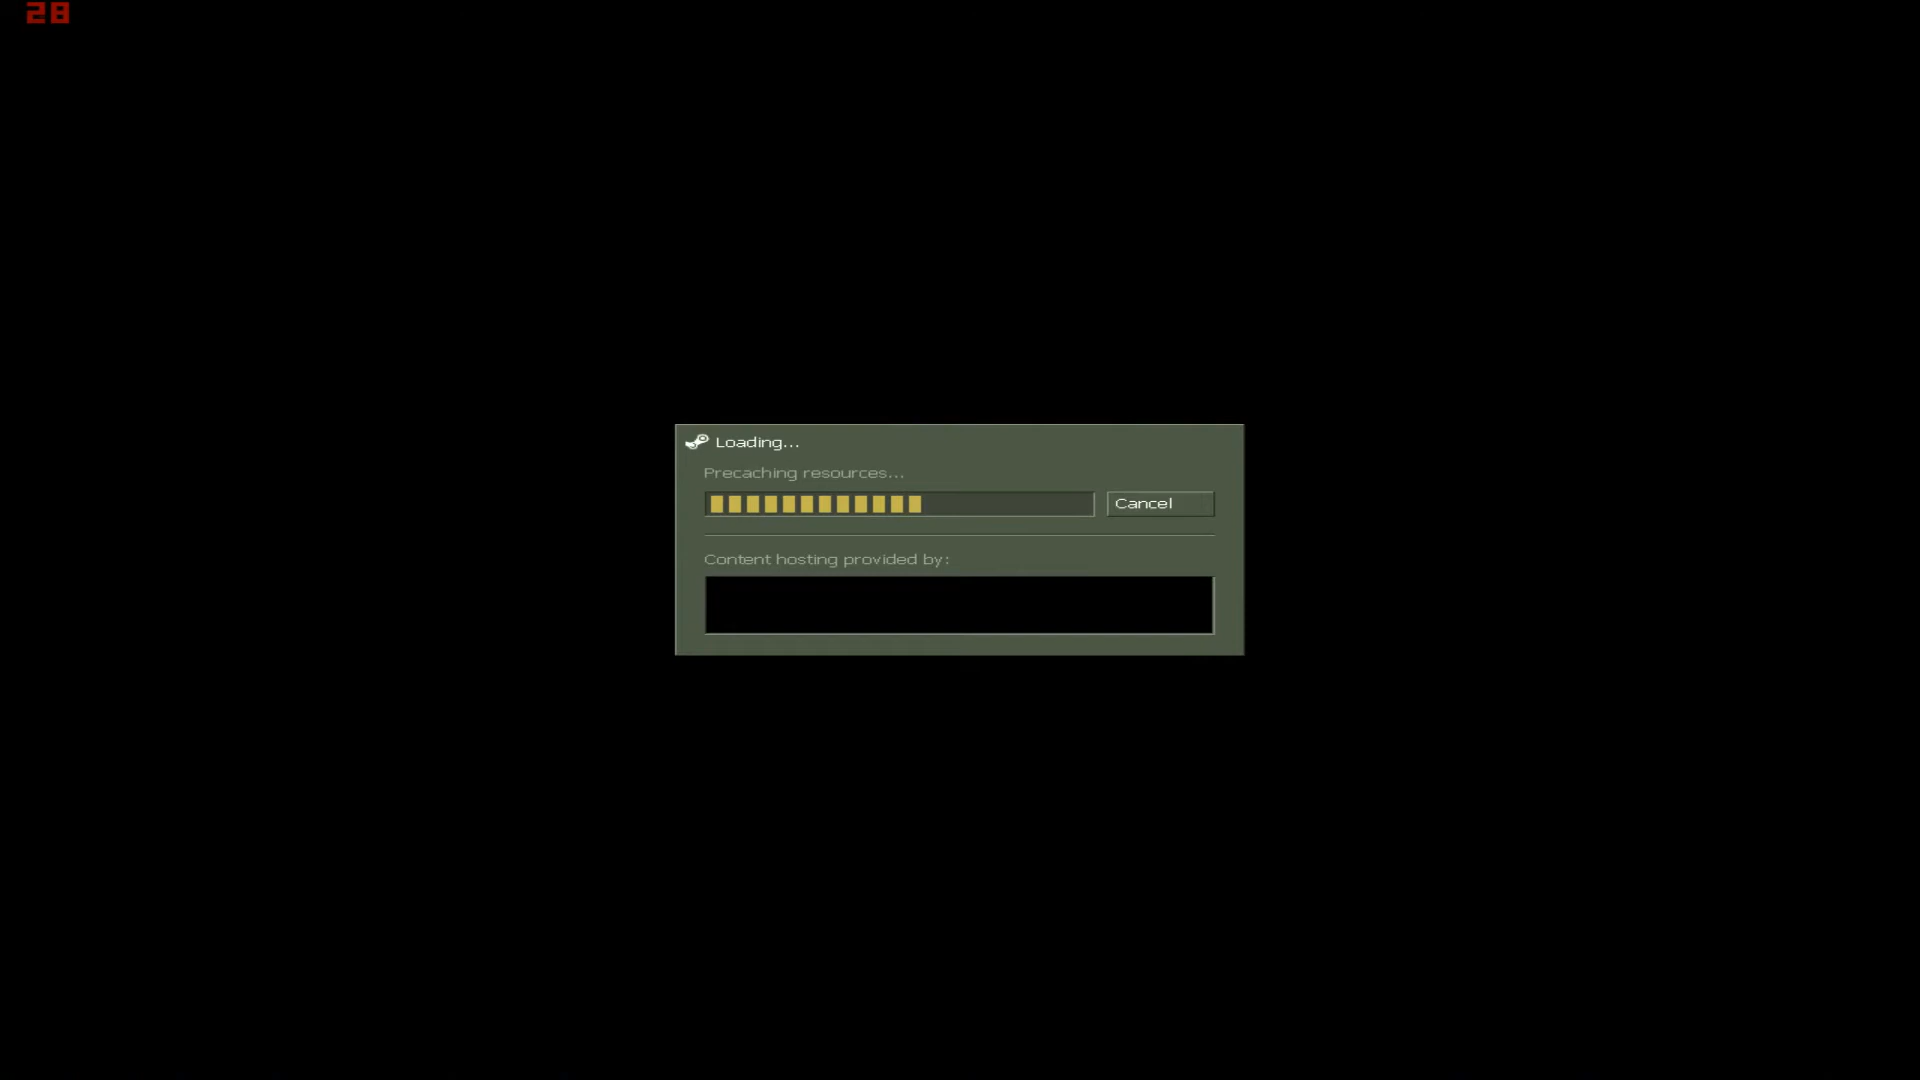 28
Loading...
Precaching resources...
Cancel
Content hosting provided by: